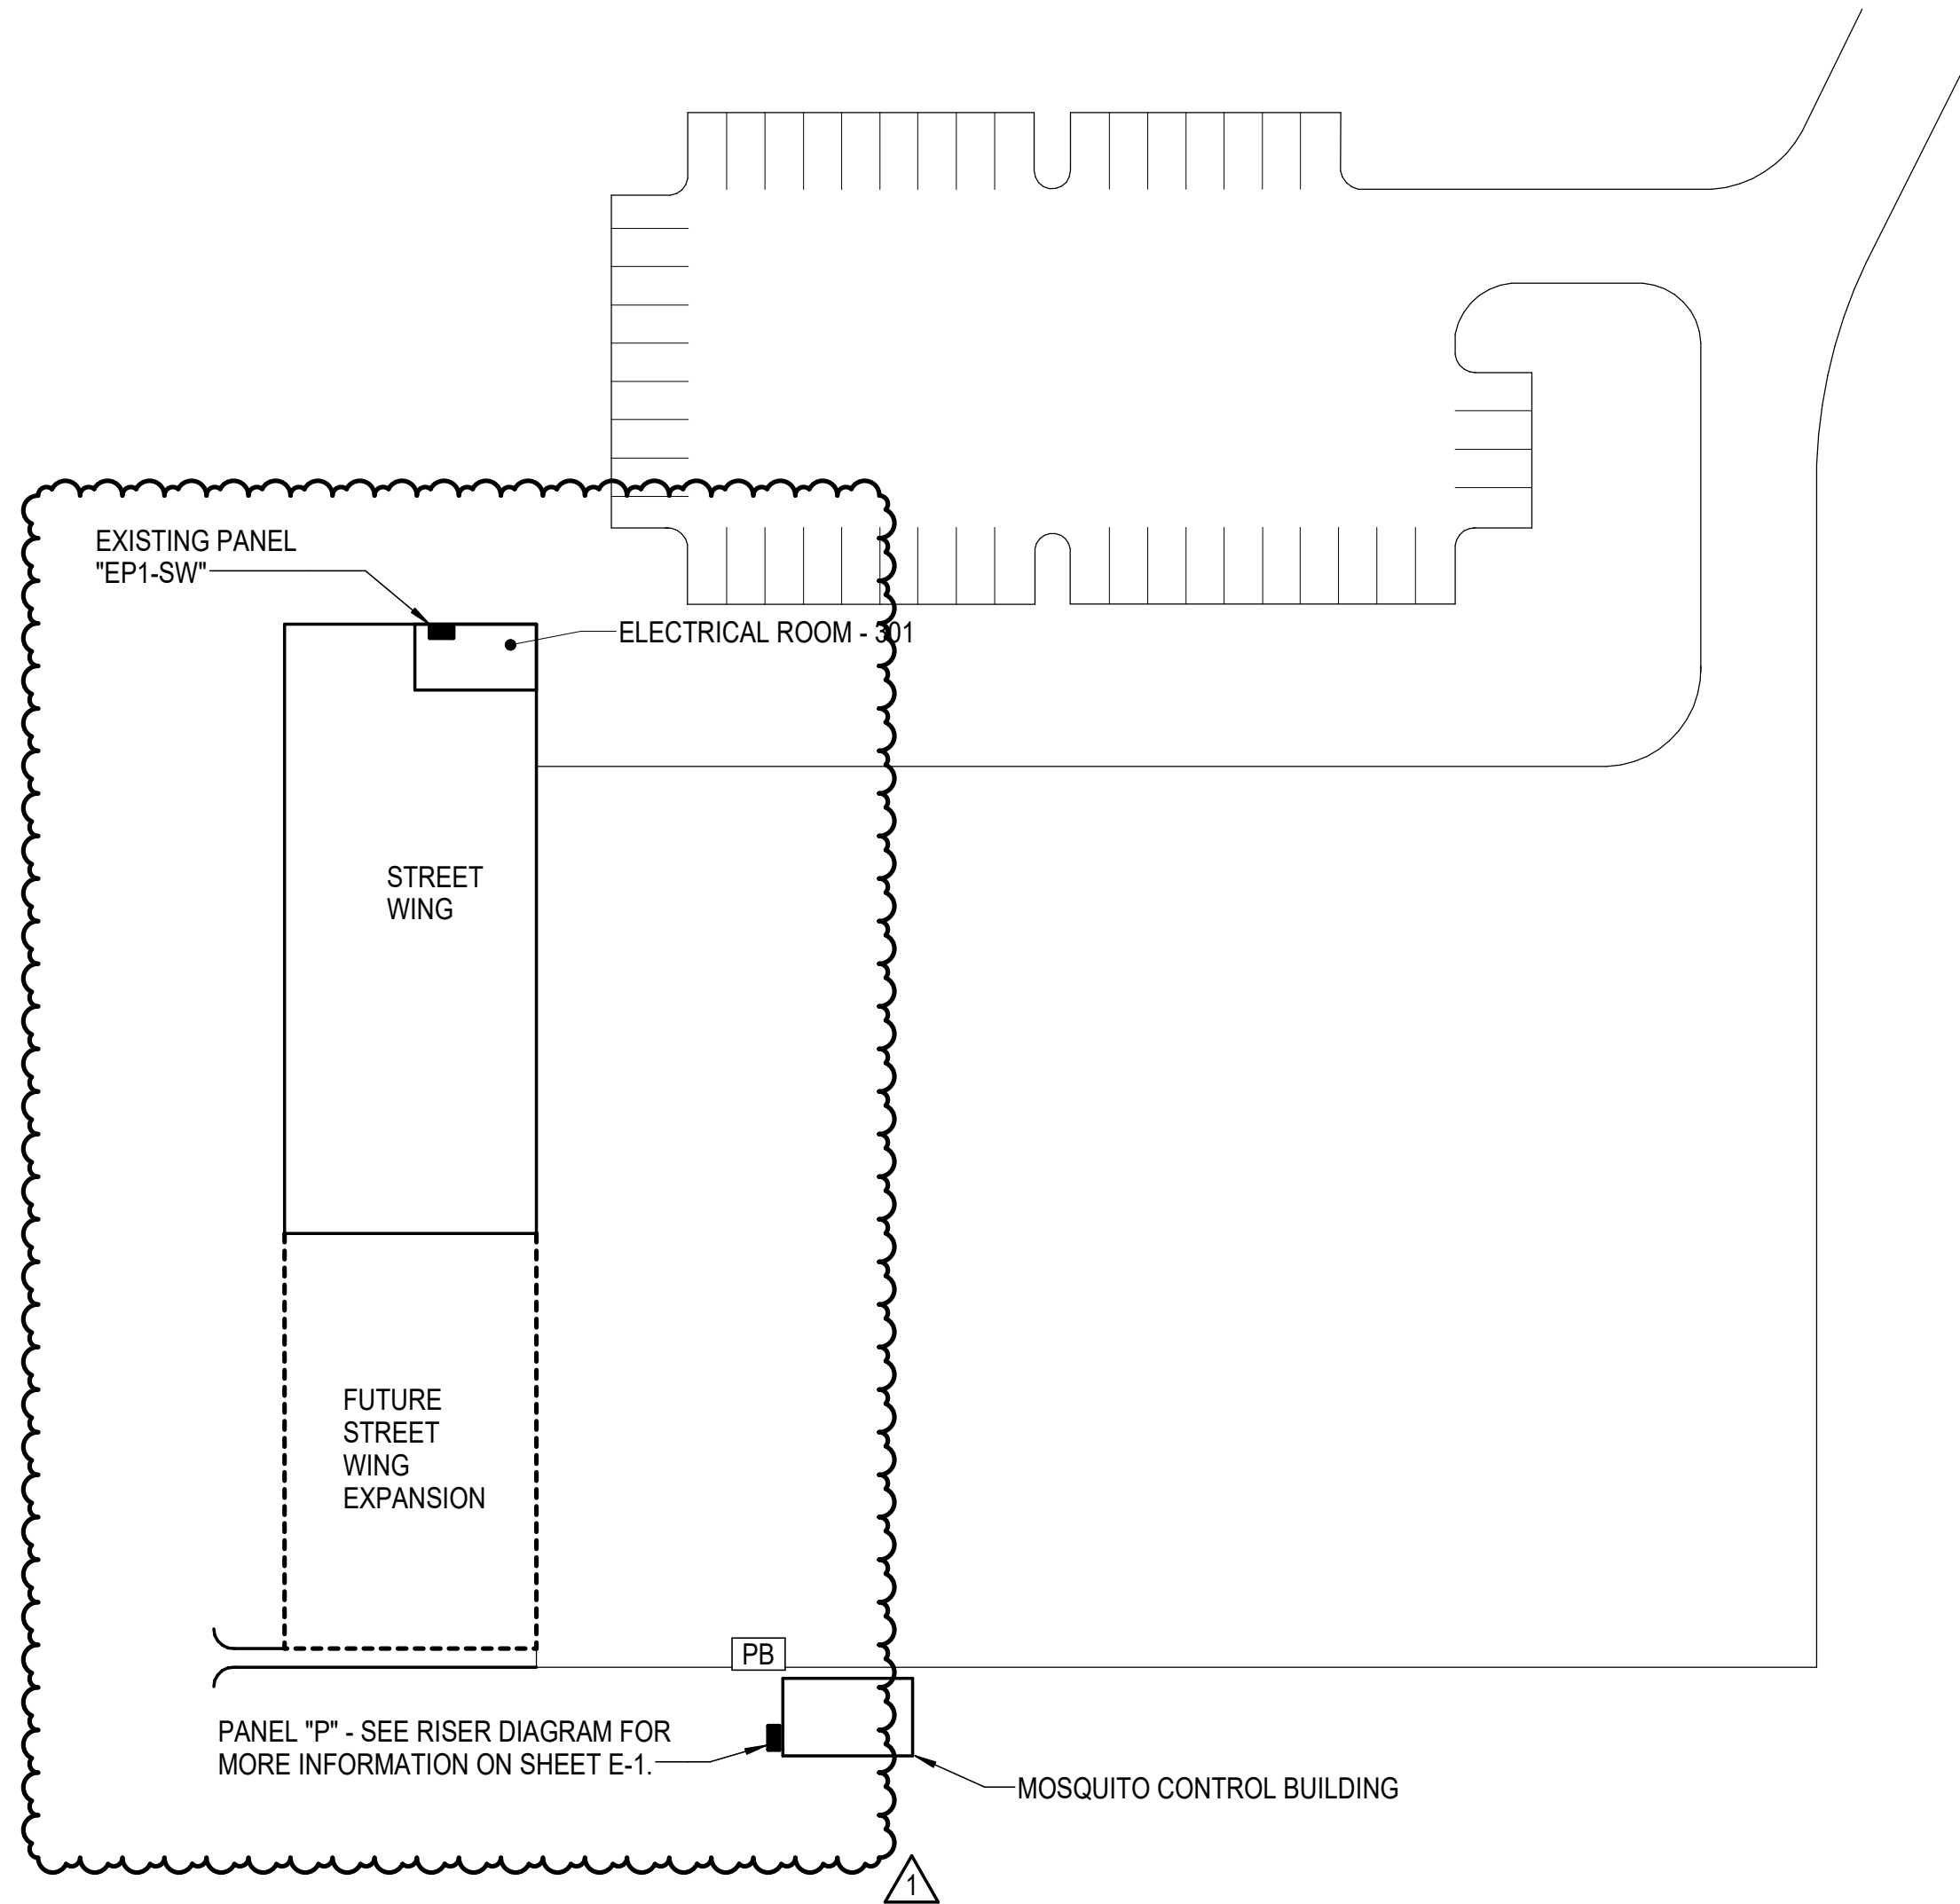 EXISTING PANEL
"EP1-SW"
ELECTRICAL ROOM - 301
STREET
WING
FUTURE
STREET
WING
EXPANSION
PB
PANEL "P" - SEE RISER DIAGRAM FOR
MORE INFORMATION ON SHEET E-1.
MOSQUITO CONTROL BUILDING
1